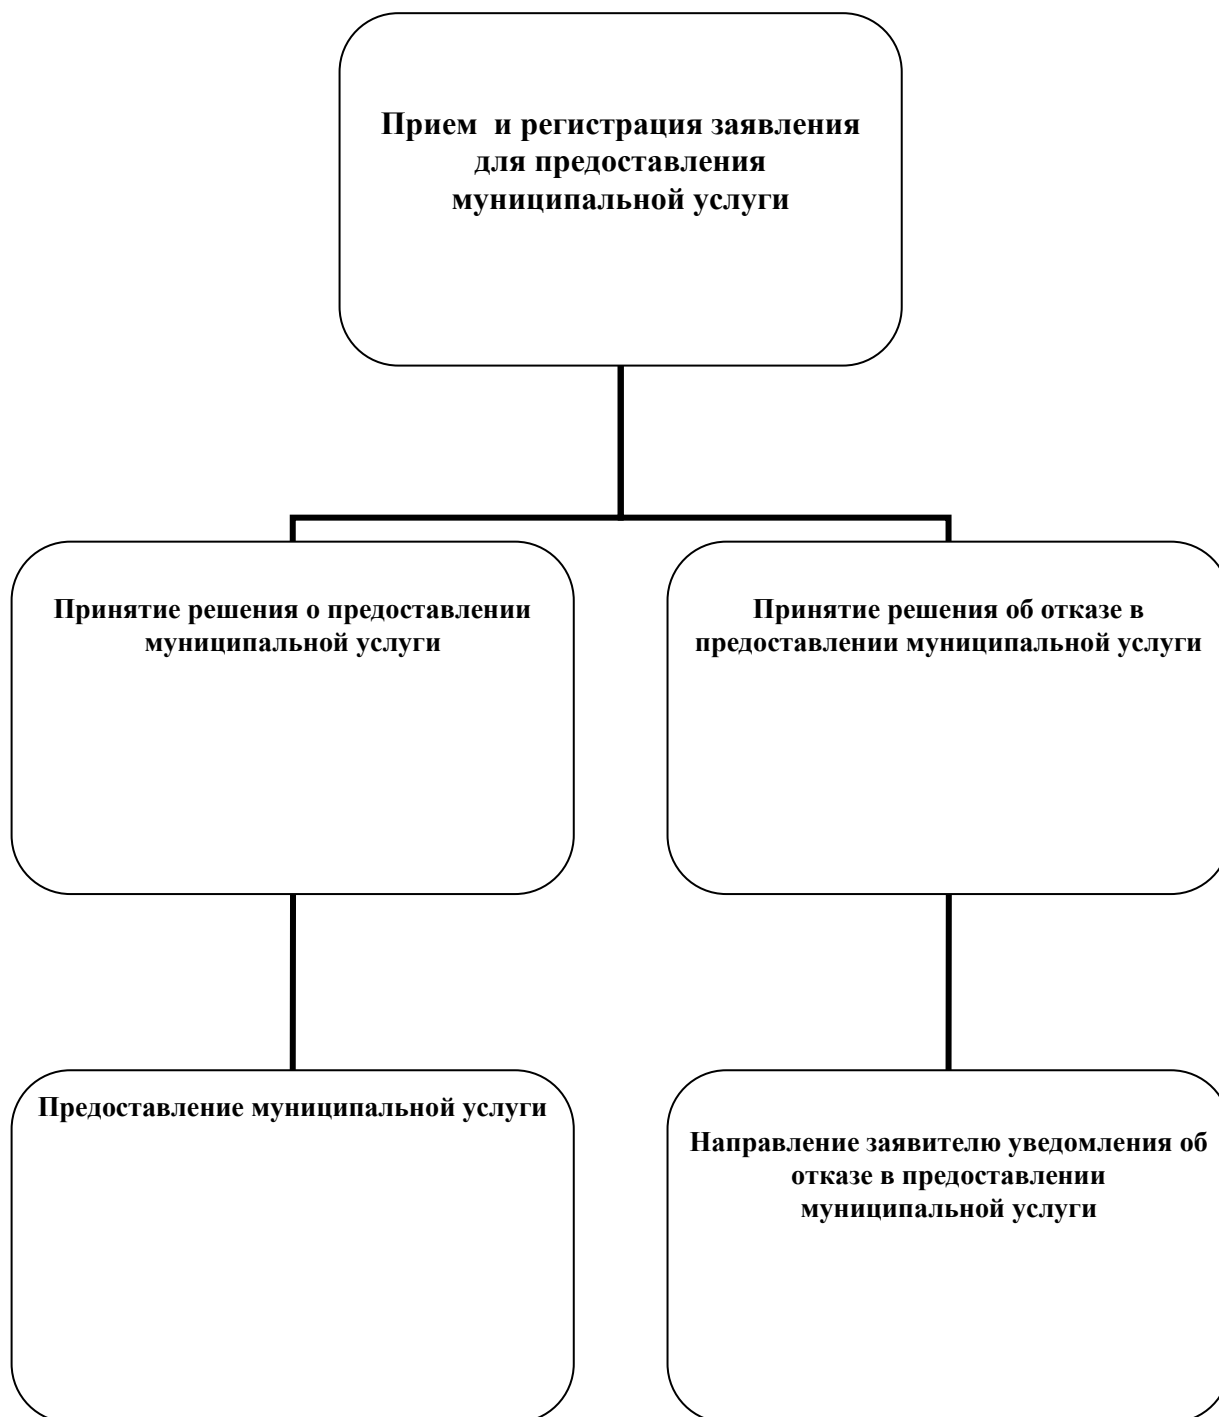 Прием  и регистрация заявления
для предоставления
муниципальной услуги
Принятие решения о предоставлении
муниципальной услуги
Принятие решения об отказе в
предоставлении муниципальной услуги
Предоставление муниципальной услуги
Направление заявителю уведомления об
отказе в предоставлении
муниципальной услуги